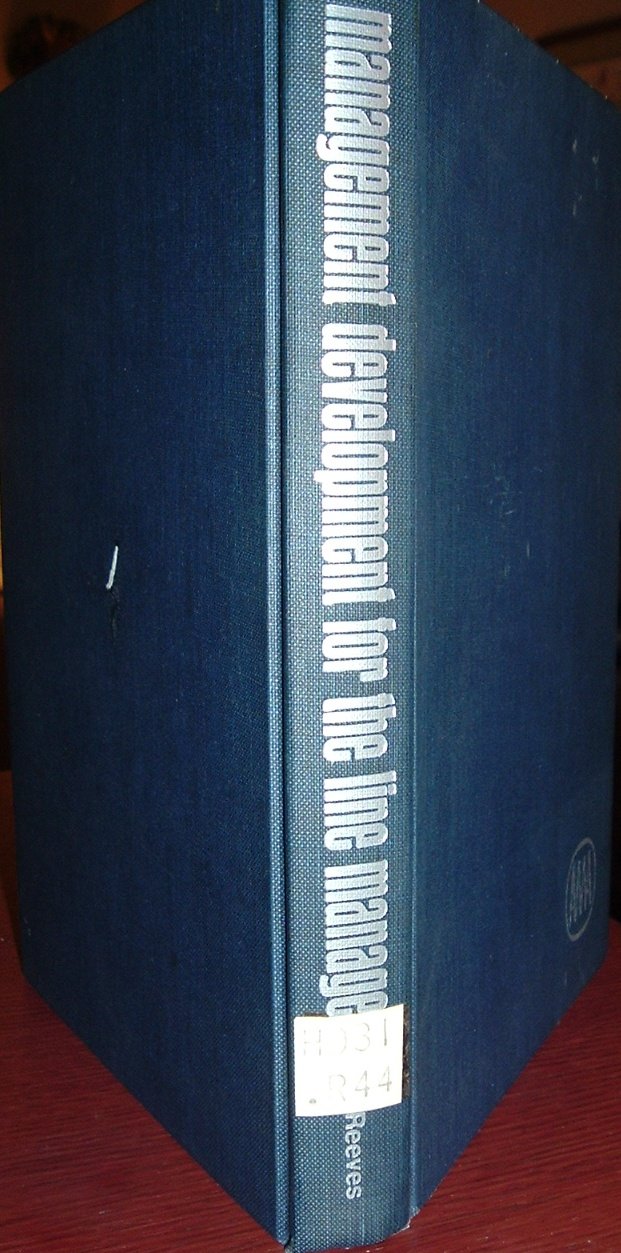 management development for the line manage
HD31
.R44
Reeves